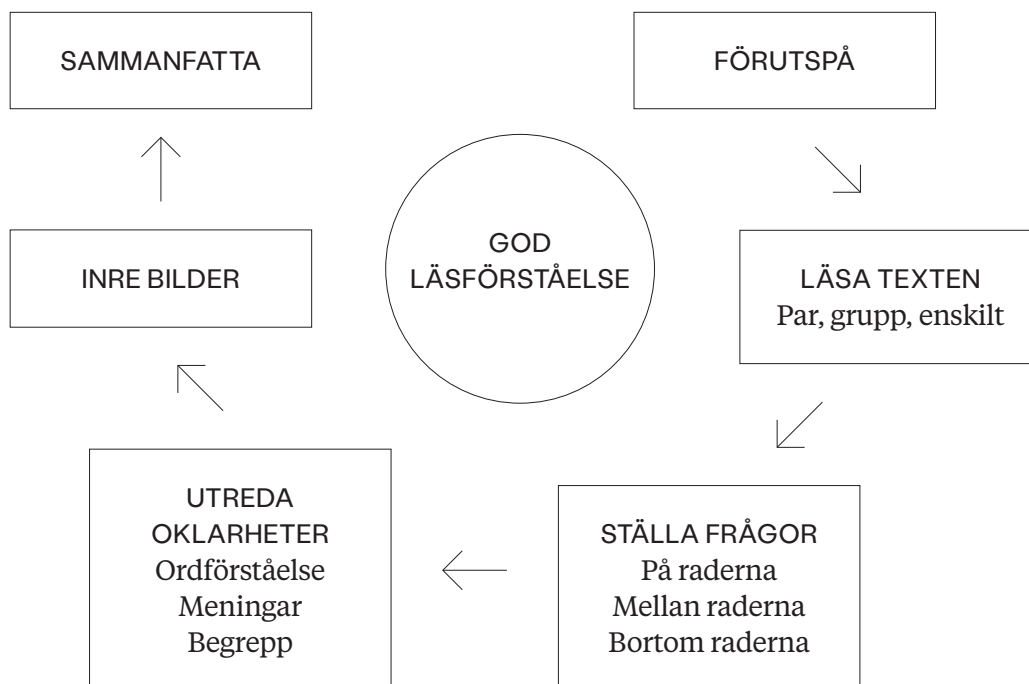 SAMMANFATTA
FÖRUTSPÅ
GOD
LÄSFÖRSTÅELSE
INRE BILDER
LÄSA TEXTEN
Par, grupp, enskilt
UTREDA
OKLARHETER
Ordförståelse
Meningar
Begrepp
STÄLLA FRÅGOR
På raderna
Mellan raderna
Bortom raderna